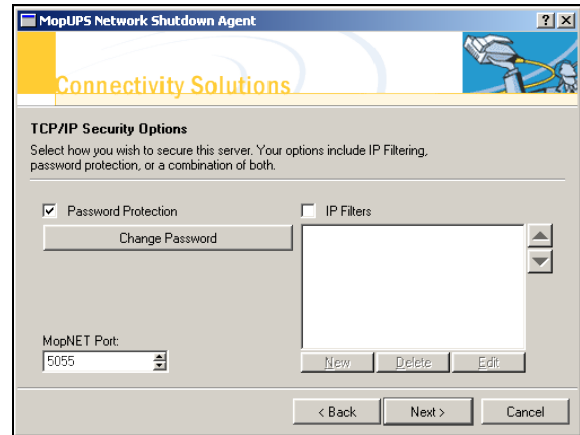 MopUPS Network Shutdown Agent
Connectivity Solutions
TCP/IP Security Options
Select how you wish to secure this server. Your options include IP Filtering,
password protection, or a combination of both.
Password Protection
IP Filters
Change Password
MopNET Port:
5055
New
Delete
Edit
< Back
Next >
Cancel